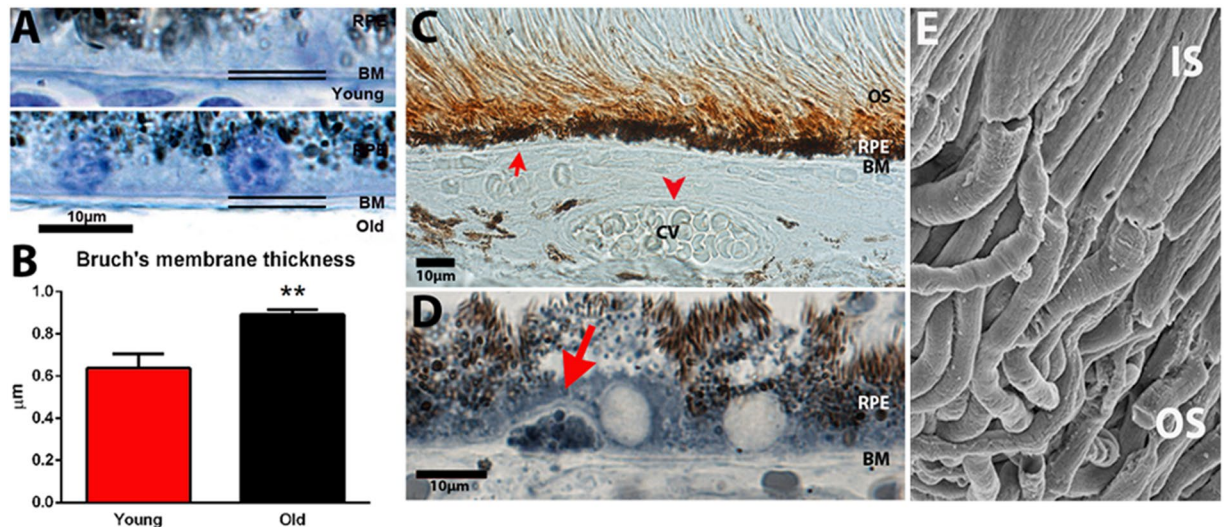 A
RPE
BM
Young
RPE
BM
10μm
Old
B
Bruch's membrane thickness
**
1.0
0.8
0.6
0.4
0.2
0.0
μm
Young
Old
C
OS
RPE
BM
CV
10μm
D
RPE
BM
10μm
E
IS
OS